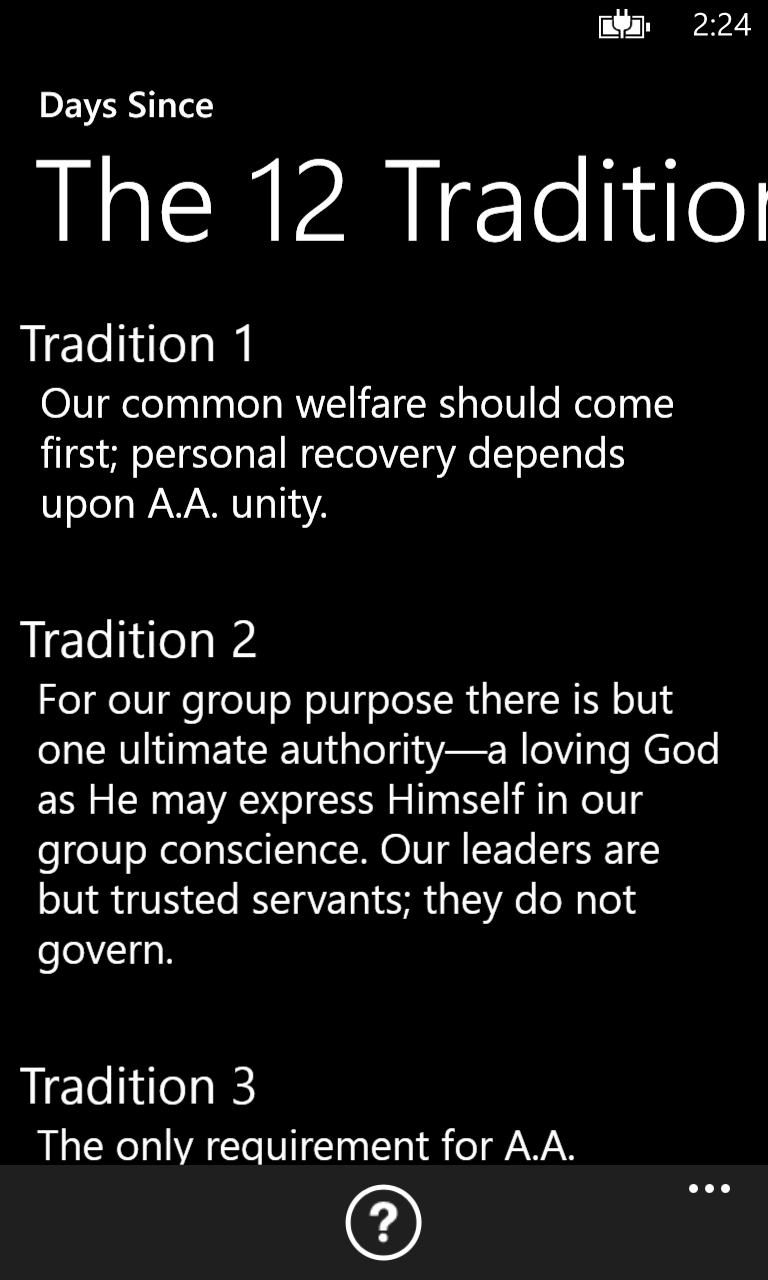 2:24
Days Since
The 12 Tradition
Tradition 1
Our common welfare should come
first; personal recovery depends
upon A.A. unity.
Tradition 2
For our group purpose there is but
one ultimate authority—a loving God
as He may express Himself in our
group conscience. Our leaders are
but trusted servants; they do not
govern.
Tradition 3
The only requirement for A.A.
?